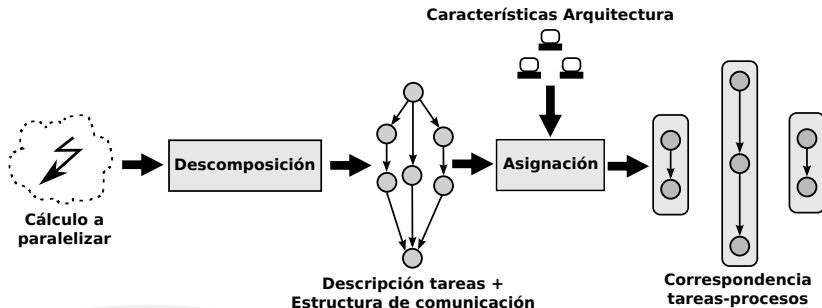 Características Arquitectura
Descomposición
Asignación
Cálculo a
paralelizar
Descripción tareas +
Estructura de comunicación
Correspondencia
tareas-procesos